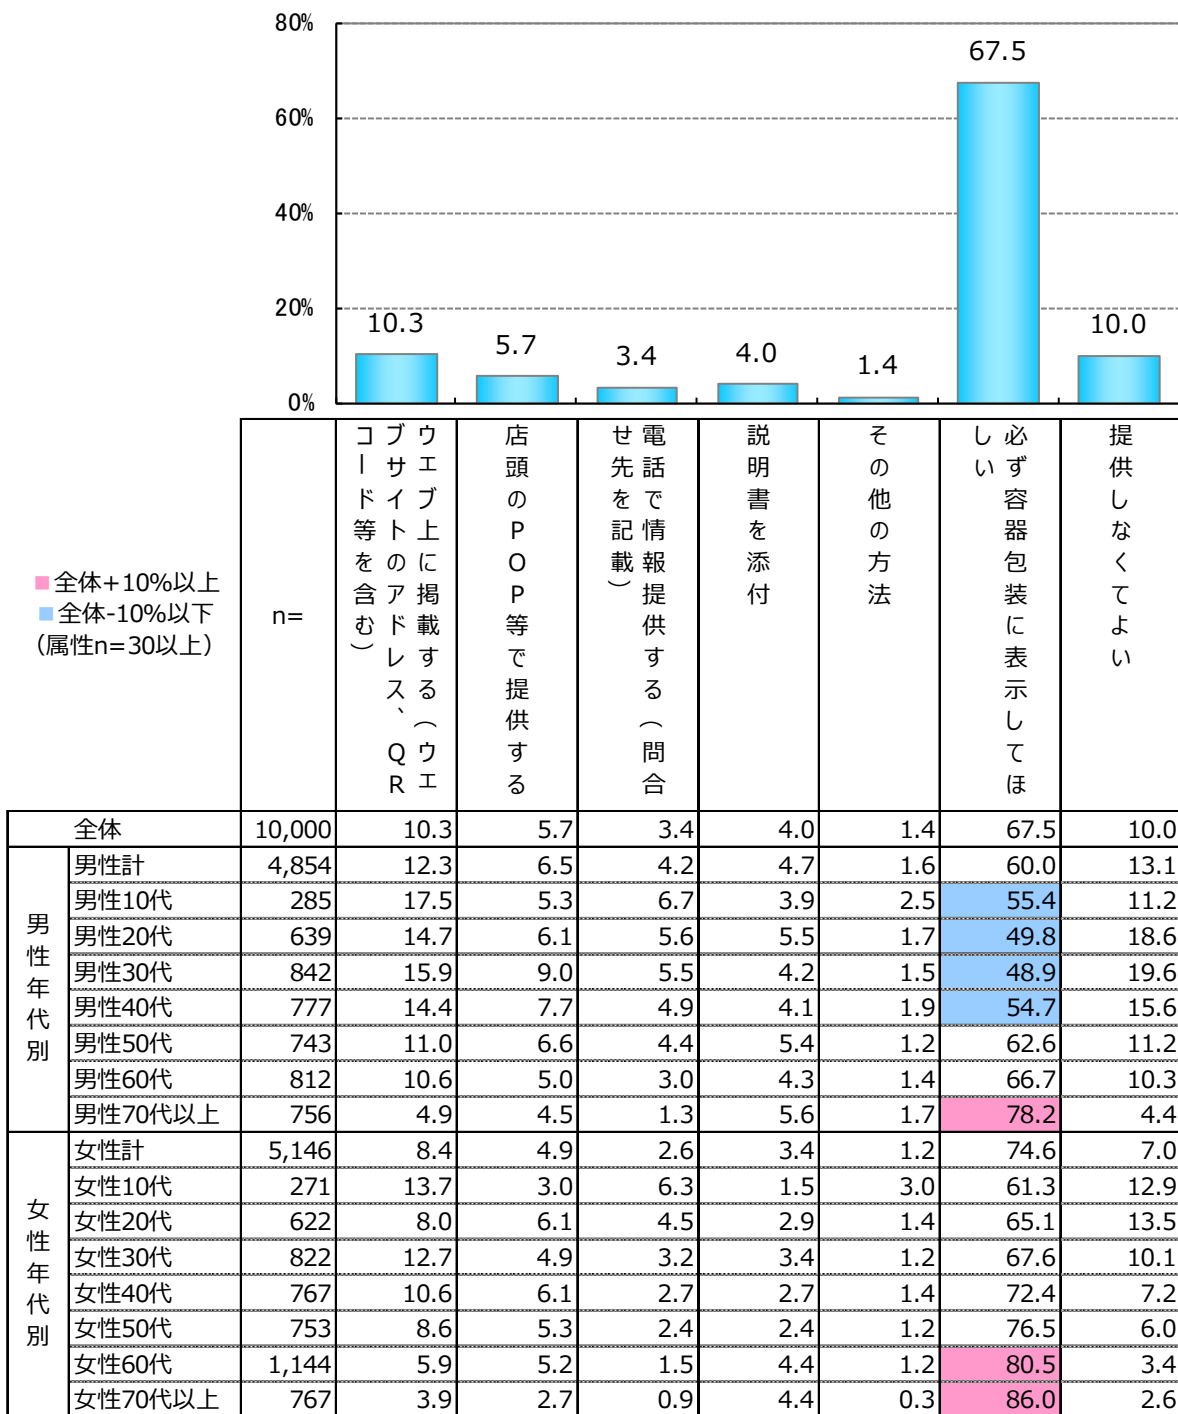 80%
60%
40%
20%
0%
10.3
5.7
3.4
4.0
1.4
67.5
10.0
■全体+10%以上
■全体-10%以下
（属性n=30以上）
n=
ウエブ上に掲載する（ウエ
ブサイトのアドレス、QR
コード等を含む）
店頭のPOP等で提供する
電話で情報提供する（問合
せ先を記載）
説明書を添付
その他の方法
必ず容器包装に表示してほ
しい
提供しなくてよい
全体 10,000 10.3 5.7 3.4 4.0 1.4 67.5 10.0
男性年代別
男性計 4,854 12.3 6.5 4.2 4.7 1.6 60.0 13.1
男性10代 285 17.5 5.3 6.7 3.9 2.5 55.4 11.2
男性20代 639 14.7 6.1 5.6 5.5 1.7 49.8 18.6
男性30代 842 15.9 9.0 5.5 4.2 1.5 48.9 19.6
男性40代 777 14.4 7.7 4.9 4.1 1.9 54.7 15.6
男性50代 743 11.0 6.6 4.4 5.4 1.2 62.6 11.2
男性60代 812 10.6 5.0 3.0 4.3 1.4 66.7 10.3
男性70代以上 756 4.9 4.5 1.3 5.6 1.7 78.2 4.4
女性年代別
女性計 5,146 8.4 4.9 2.6 3.4 1.2 74.6 7.0
女性10代 271 13.7 3.0 6.3 1.5 3.0 61.3 12.9
女性20代 622 8.0 6.1 4.5 2.9 1.4 65.1 13.5
女性30代 822 12.7 4.9 3.2 3.4 1.2 67.6 10.1
女性40代 767 10.6 6.1 2.7 2.7 1.4 72.4 7.2
女性50代 753 8.6 5.3 2.4 2.4 1.2 76.5 6.0
女性60代 1,144 5.9 5.2 1.5 4.4 1.2 80.5 3.4
女性70代以上 767 3.9 2.7 0.9 4.4 0.3 86.0 2.6